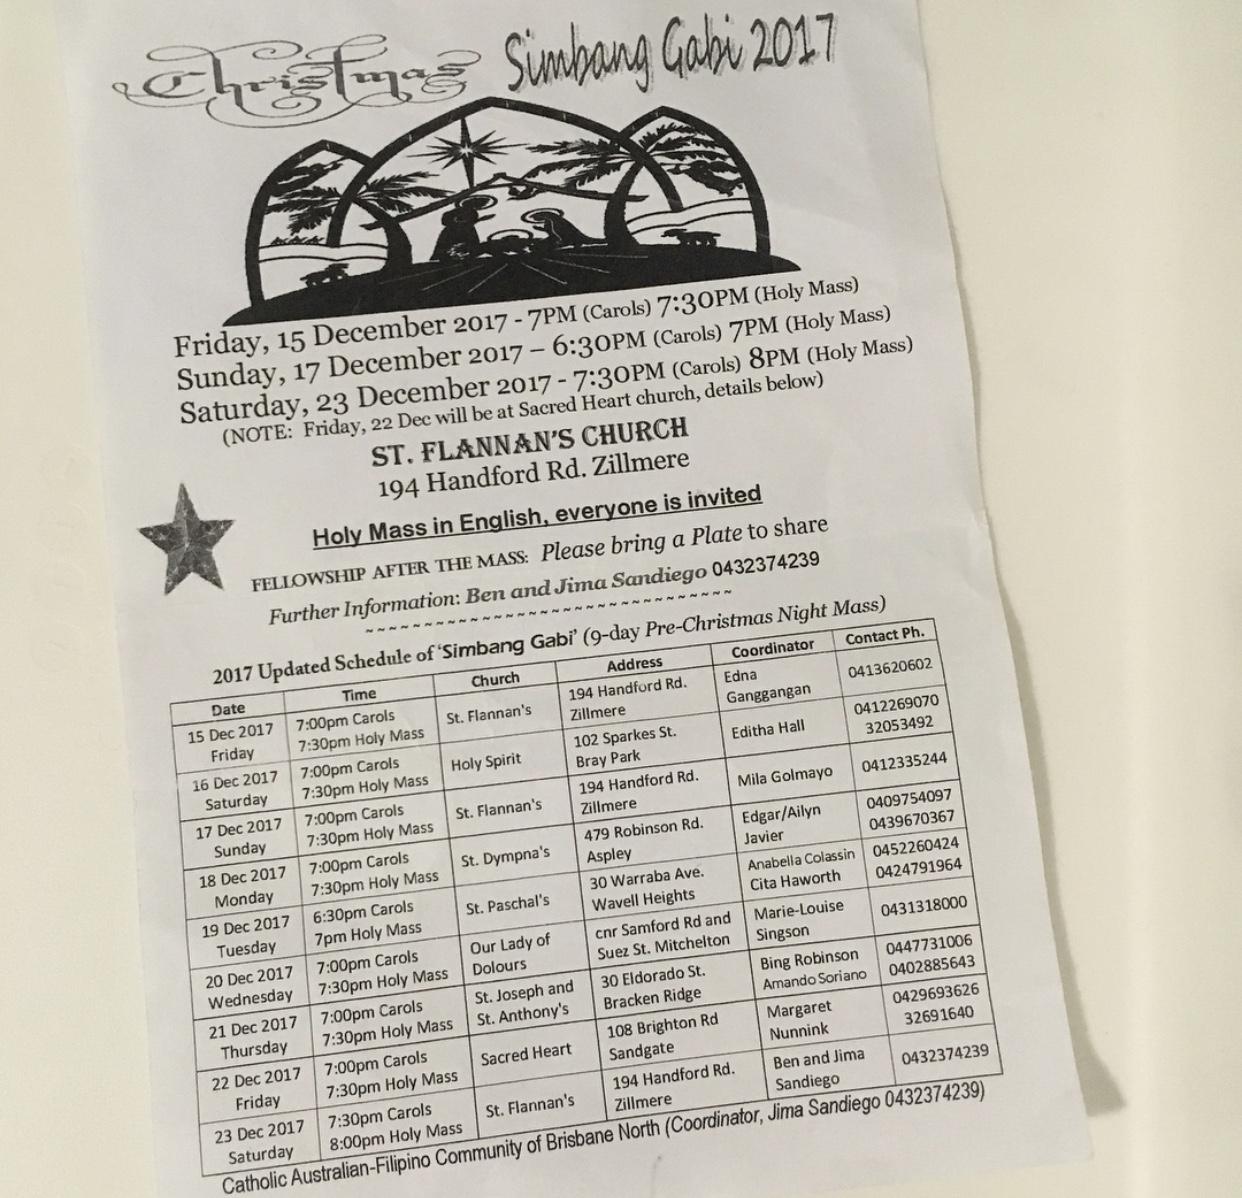 Christmas Simbang Gabi 2017
Friday, 15 December 2017 - 7PM (Carols) 7:30PM (Holy Mass)
Sunday, 17 December 2017 – 6:30PM (Carols) 7PM (Holy Mass)
Saturday, 23 December 2017 - 7:30PM (Carols) 8PM (Holy Mass)
(NOTE: Friday, 22 Dec will be at Sacred Heart church, details below)
ST. FLANNAN'S CHURCH
194 Handford Rd. Zillmere
Holy Mass in English, everyone is invited
FELLOWSHIP AFTER THE MASS: Please bring a Plate to share
Further Information: Ben and Jima Sandiego 0432374239
~~~~~~~~~~~~~~~~~~~~~~~~~~~~~~~
2017 Updated Schedule of 'Simbang Gabi' (9-day Pre-Christmas Night Mass)
Date Time Church Address Coordinator Contact Ph.
15 Dec 2017 7:00pm Carols St. Flannan's 194 Handford Rd. Edna 0413620602
Friday 7:30pm Holy Mass Zillmere Ganggangan
16 Dec 2017 7:00pm Carols Holy Spirit 102 Sparkes St. Editha Hall 0412269070
Saturday 7:30pm Holy Mass Bray Park 32053492
17 Dec 2017 7:00pm Carols St. Flannan's 194 Handford Rd. Mila Golmayo 0412335244
Sunday 7:30pm Holy Mass Zillmere
18 Dec 2017 7:00pm Carols St. Dympna's 479 Robinson Rd. Edgar/Ailyn 0409754097
Monday 7:30pm Holy Mass Aspley Javier 0439670367
19 Dec 2017 6:30pm Carols St. Paschal's 30 Warraba Ave. Anabella Colassin 0452260424
Tuesday 7pm Holy Mass Wavell Heights Cita Haworth 0424791964
20 Dec 2017 7:00pm Carols Our Lady of cnr Samford Rd and Marie-Louise 0431318000
Wednesday 7:30pm Holy Mass Dolours Suez St. Mitchelton Singson
21 Dec 2017 7:00pm Carols St. Joseph and 30 Eldorado St. Bing Robinson 0447731006
Thursday 7:30pm Holy Mass St. Anthony's Bracken Ridge Amando Soriano 0402885643
22 Dec 2017 7:00pm Carols Sacred Heart 108 Brighton Rd Margaret 0429693626
Friday 7:30pm Holy Mass Sandgate Nunnink 32691640
23 Dec 2017 7:30pm Carols St. Flannan's 194 Handford Rd. Ben and Jima 0432374239
Saturday 8:00pm Holy Mass Zillmere Sandiego
Catholic Australian-Filipino Community of Brisbane North (Coordinator, Jima Sandiego 0432374239)